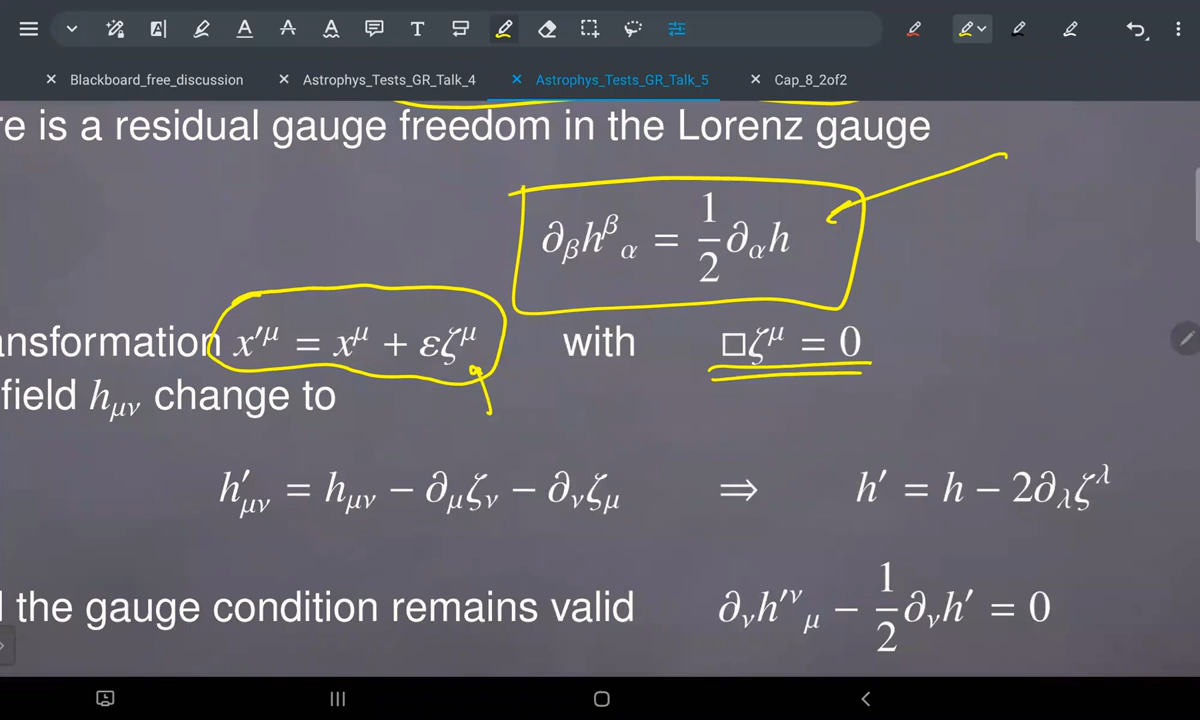 Blackboard_free_discussion Astrophys_Tests_GR_Talk_4 Astrophys_Tests_GR_Talk_5 Cap_8_2of2
re is a residual gauge freedom in the Lorenz gauge
∂_β h^β_α = 1/2 ∂_α h
ansformation x′^μ = x^μ + εζ^μ with □ζ^μ = 0
field h_μν change to
h′_μν = h_μν − ∂_μ ζ_ν − ∂_ν ζ_μ ⇒ h′ = h − 2∂_λ ζ^λ
the gauge condition remains valid ∂_ν h′^ν_μ − 1/2 ∂_ν h′ = 0